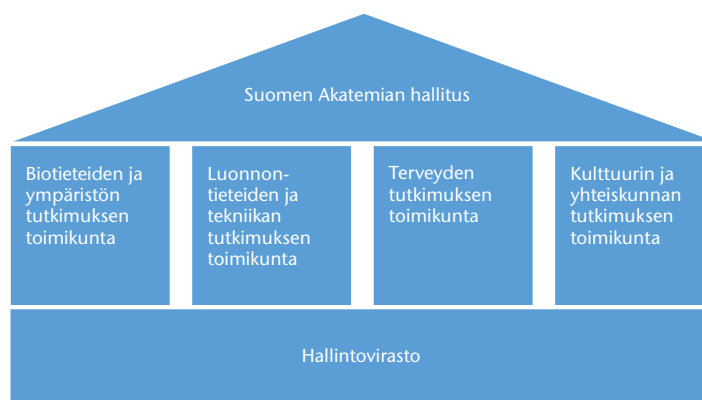 Suomen Akatemian hallitus
Biotieteiden ja
ympäristön
tutkimuksen
toimikunta
Luonnon-
tieteiden ja
tekniikan
tutkimuksen
toimikunta
Terveyden
tutkimuksen
toimikunta
Kulttuurin ja
yhteiskunnan
tutkimuksen
toimikunta
Hallintovirasto